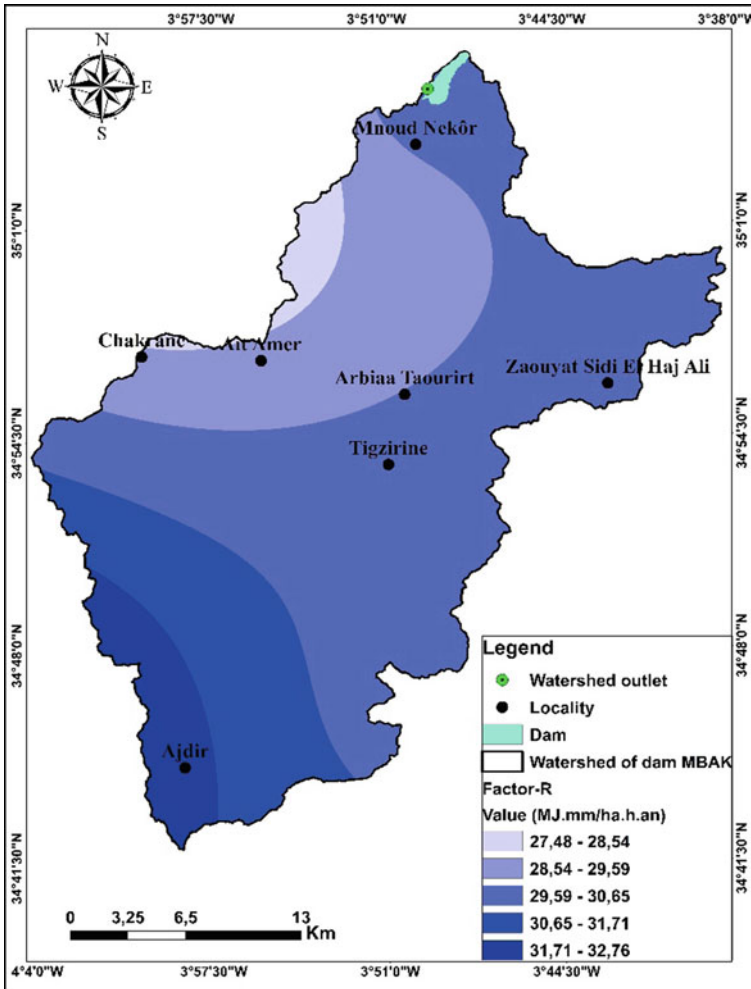 3°57'30"W 3°51'0"W 3°44'30"W 3°38'0"W
N
W E
S
Mnoud Nekôr
35°1'0"N 35°1'0"N
Chakrane Ait Amer
Arbiaa Taourirt
Zaouyat Sidi El Haj Ali
34°54'30"N 34°54'30"N
Tigzirine
34°48'0"N 34°48'0"N
Ajdir
34°41'30"N 34°41'30"N
Legend
Watershed outlet
Locality
Dam
Watershed of dam MBAK
Factor-R
Value (MJ.mm/ha.h.an)
27,48 - 28,54
28,54 - 29,59
29,59 - 30,65
30,65 - 31,71
31,71 - 32,76
0 3,25 6,5 13
Km
4°4'0"W 3°57'30"W 3°51'0"W 3°44'30"W